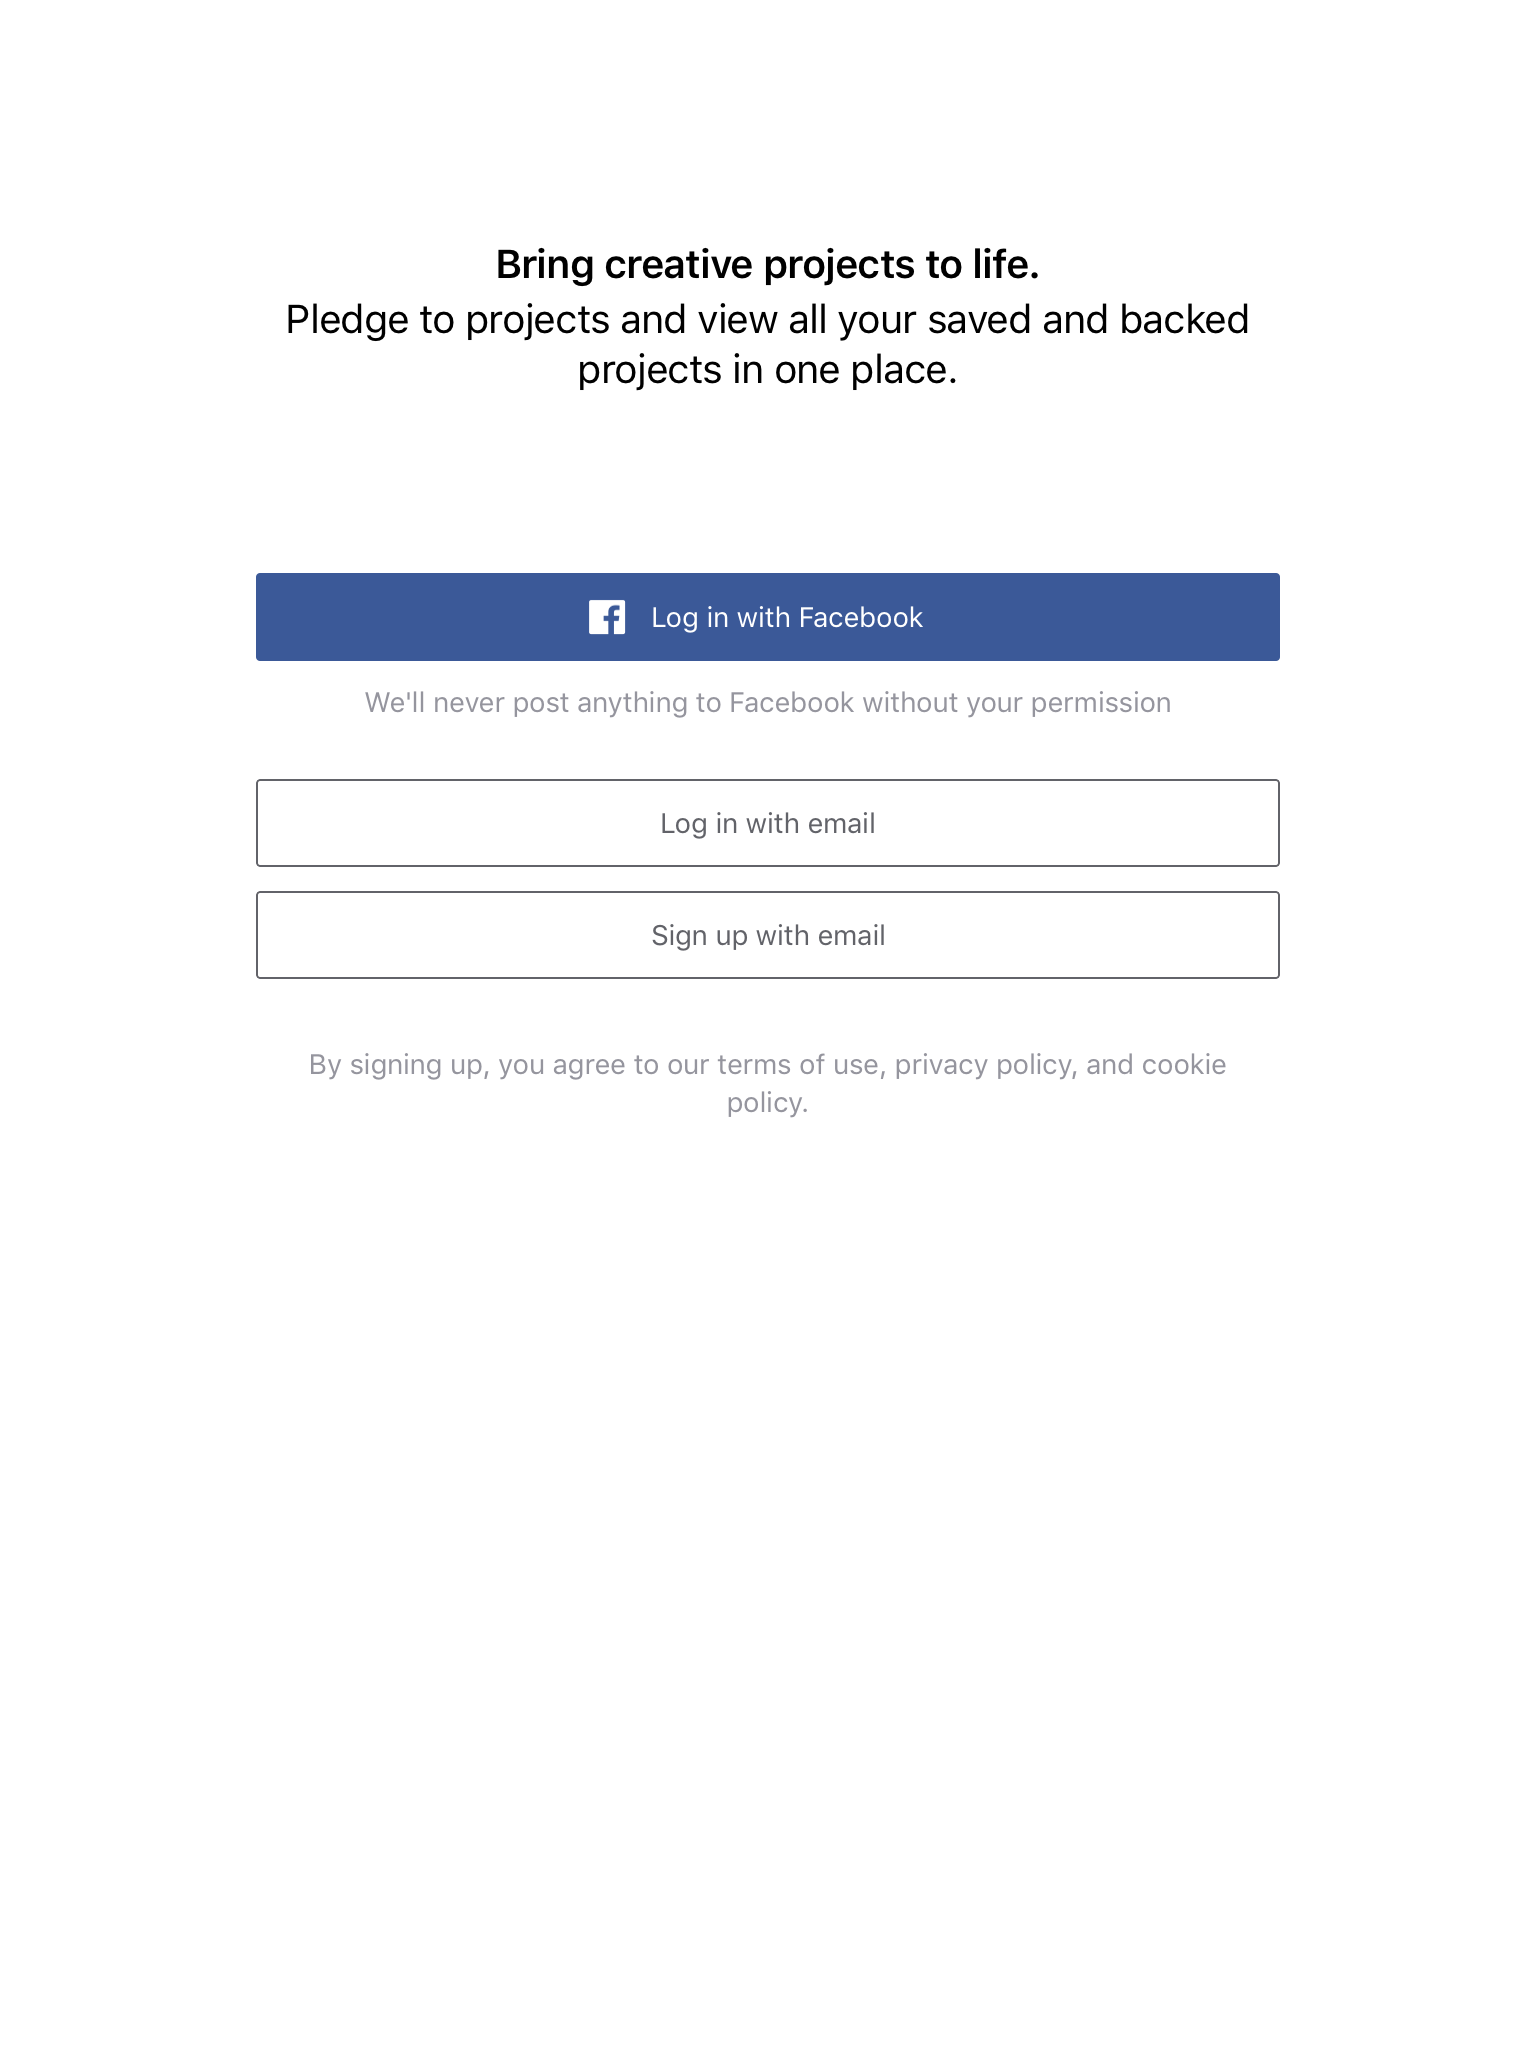 Bring creative projects to life.
Pledge to projects and view all your saved and backed
projects in one place.
Log in with Facebook
We'll never post anything to Facebook without your permission
Log in with email
Sign up with email
By signing up, you agree to our terms of use, privacy policy, and cookie
policy.